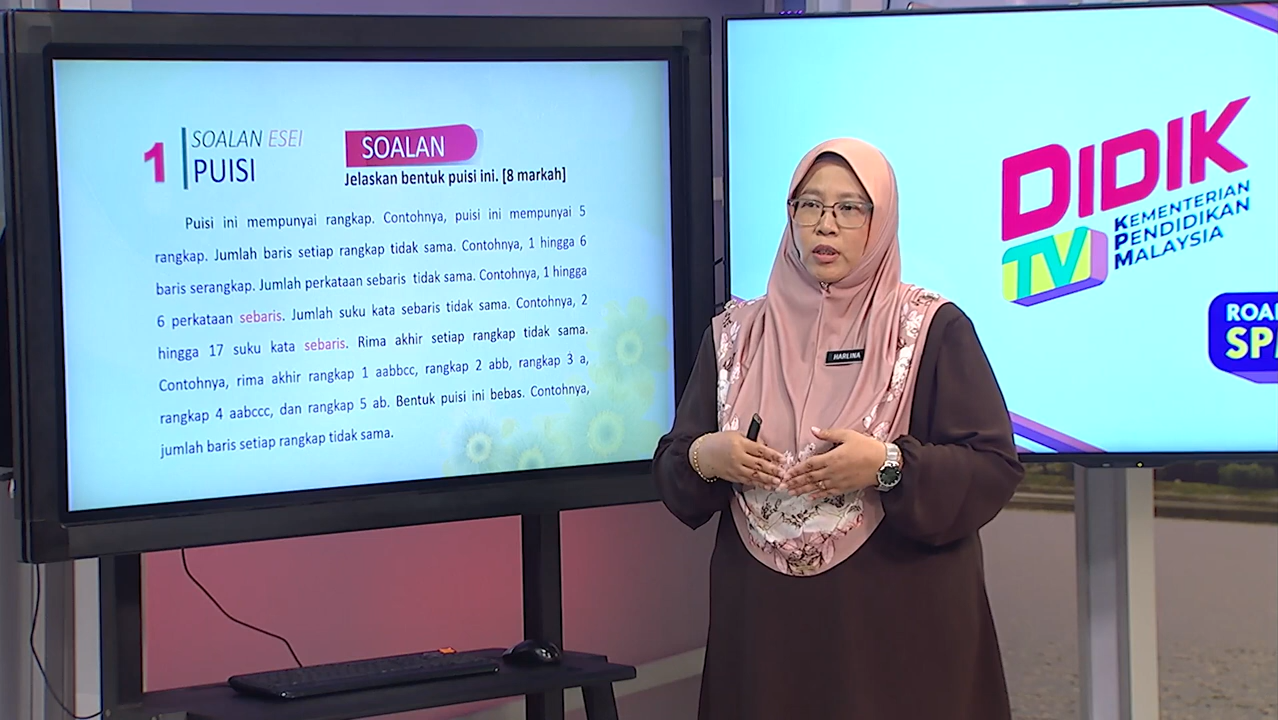 1
SOALAN ESEI
PUISI
SOALAN
Jelaskan bentuk puisi ini. [8 markah]
Puisi ini mempunyai rangkap. Contohnya, puisi ini mempunyai 5
rangkap. Jumlah baris setiap rangkap tidak sama. Contohnya, 1 hingga 6
baris serangkap. Jumlah perkataan sebaris tidak sama. Contohnya, 1 hingga
6 perkataan sebaris. Jumlah suku kata sebaris tidak sama. Contohnya, 2
hingga 17 suku kata sebaris. Rima akhir setiap rangkap tidak sama.
Contohnya, rima akhir rangkap 1 aabbcc, rangkap 2 abb, rangkap 3 a,
rangkap 4 aabccc, dan rangkap 5 ab. Bentuk puisi ini bebas. Contohnya,
jumlah baris setiap rangkap tidak sama.
HARLINA
DIDIK
TV
KEMENTERIAN
PENDIDIKAN
MALAYSIA